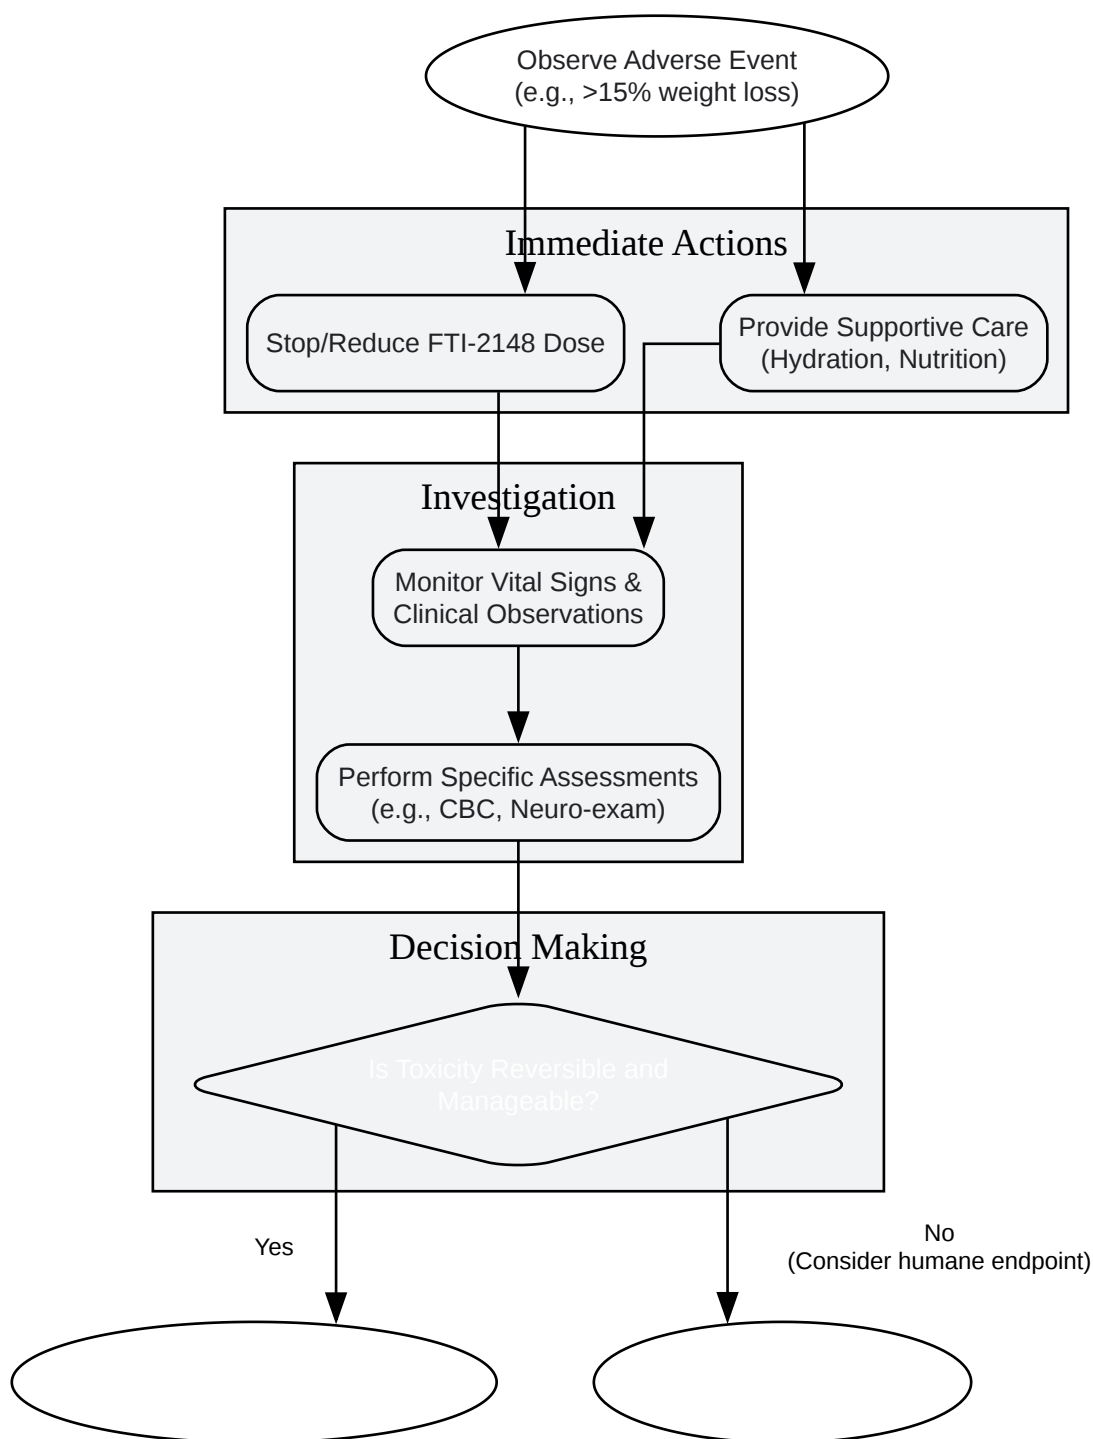 Observe Adverse Event
(e.g., >15% weight loss)
Immediate Actions
Stop/Reduce FTI-2148 Dose
Provide Supportive Care
(Hydration, Nutrition)
Investigation
Monitor Vital Signs &
Clinical Observations
Perform Specific Assessments
(e.g., CBC, Neuro-exam)
Decision Making
Is Toxicity Reversible and
Manageable?
Yes
No
(Consider humane endpoint)